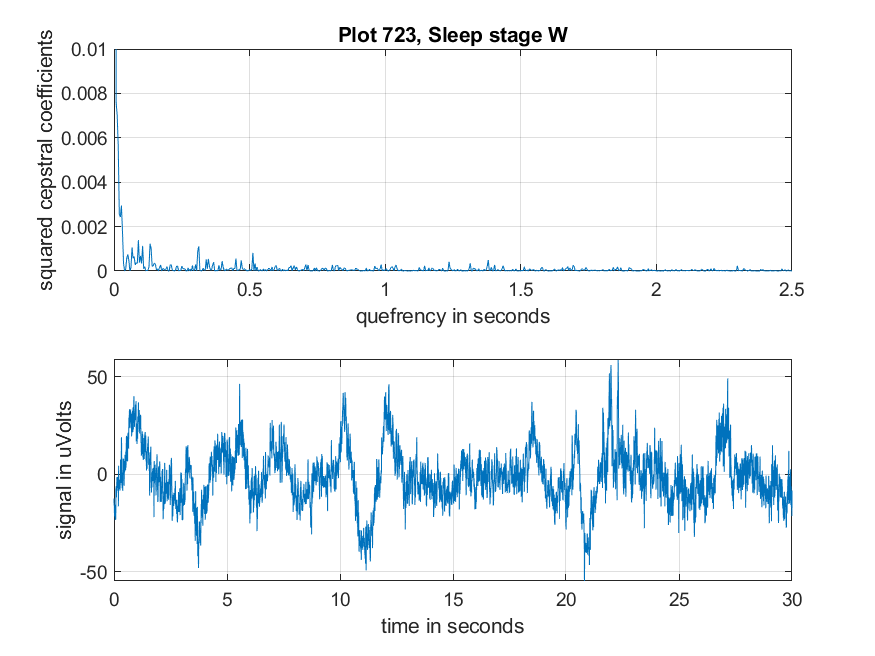 Plot 723, Sleep stage W
squared cepstral coefficients
0.01
0.008
0.006
0.004
0.002
0
0 0.5 1 1.5 2 2.5
quefrency in seconds
signal in uVolts
50
0
-50
0 5 10 15 20 25 30
time in seconds